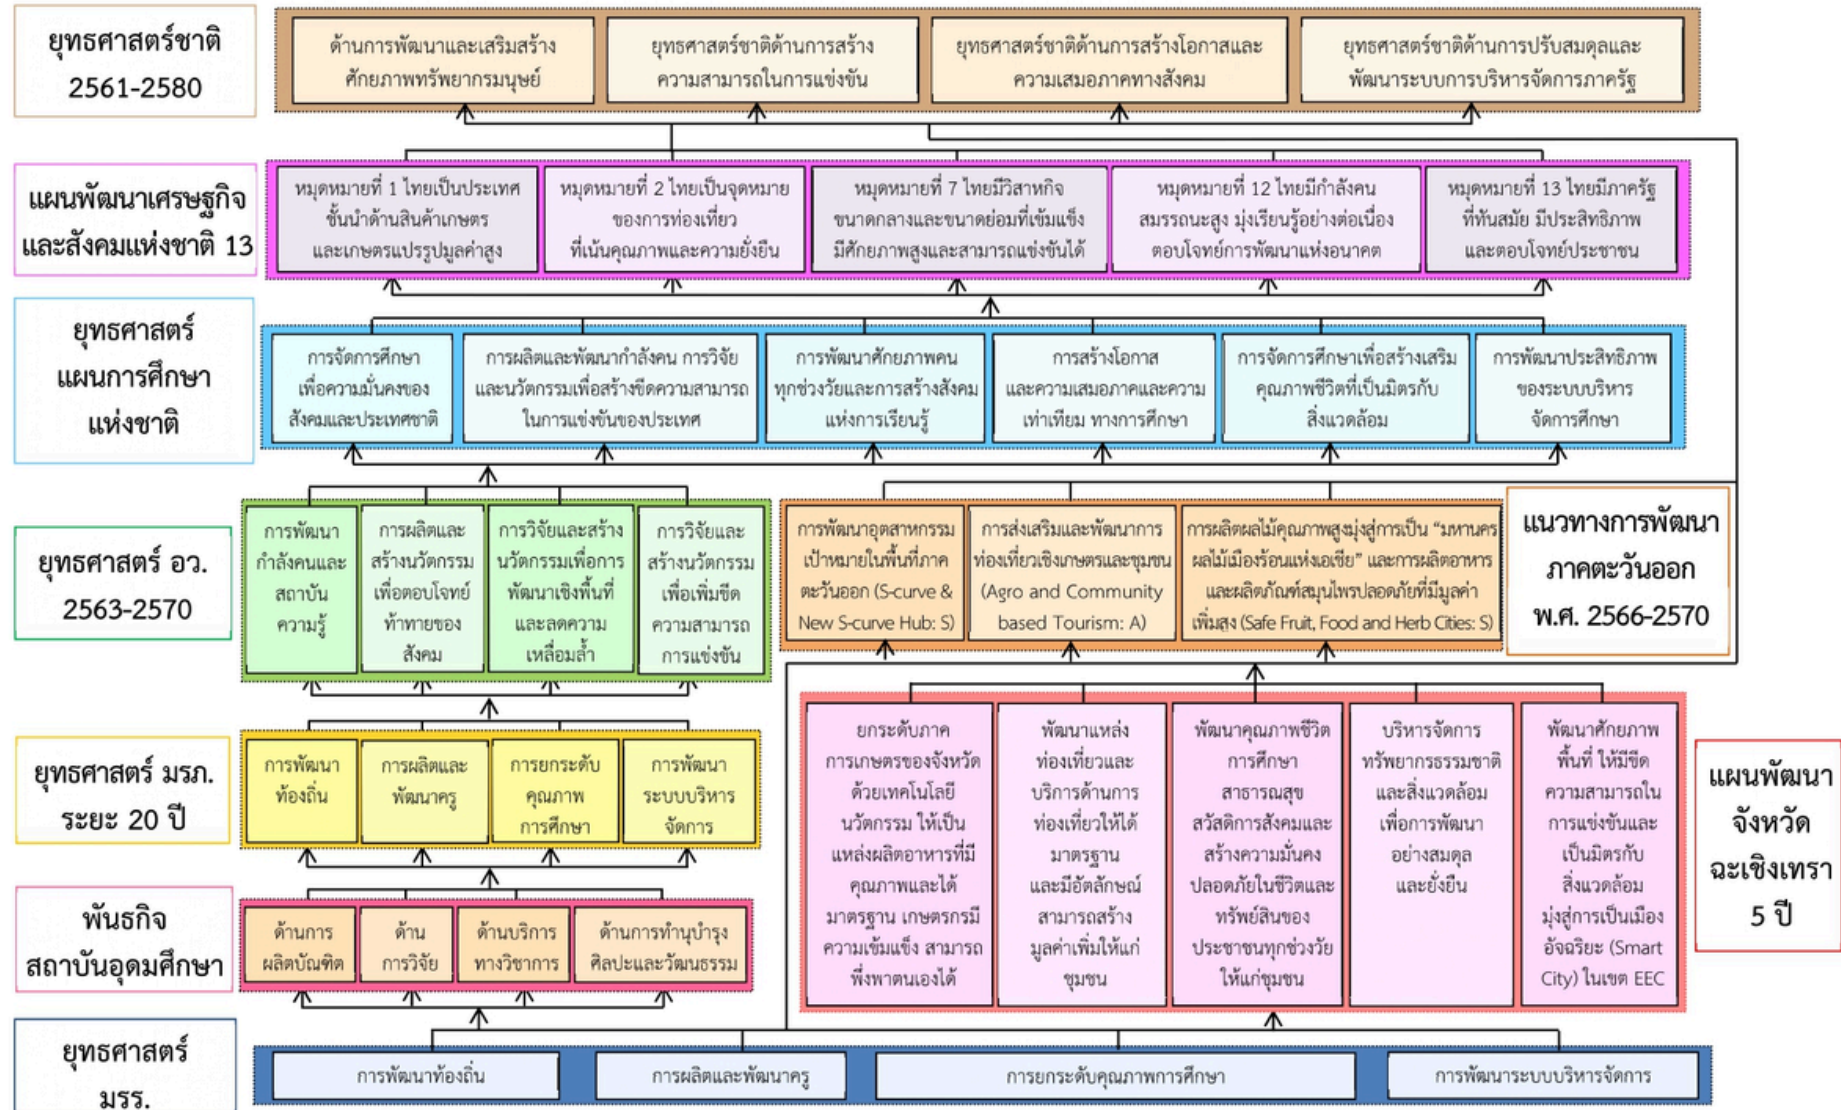 ยุทธศาสตร์ชาติ
2561-2580
ด้านการพัฒนาและเสริมสร้าง
ศักยภาพทรัพยากรมนุษย์
ยุทธศาสตร์ชาติด้านการสร้าง
ความสามารถในการแข่งขัน
ยุทธศาสตร์ชาติด้านการสร้างโอกาสและ
ความเสมอภาคทางสังคม
ยุทธศาสตร์ชาติด้านการปรับสมดุลและ
พัฒนาระบบการบริหารจัดการภาครัฐ
แผนพัฒนาเศรษฐกิจ
และสังคมแห่งชาติ 13
หมุดหมายที่ 1 ไทยเป็นประเทศ
ชั้นนำด้านสินค้าเกษตร
และเกษตรแปรรูปมูลค่าสูง
หมุดหมายที่ 2 ไทยเป็นจุดหมาย
ของการท่องเที่ยว
ที่เน้นคุณภาพและความยั่งยืน
หมุดหมายที่ 7 ไทยมีวิสาหกิจ
ขนาดกลางและขนาดย่อมที่เข้มแข็ง
มีศักยภาพสูงและสามารถแข่งขันได้
หมุดหมายที่ 12 ไทยมีกำลังคน
สมรรถนะสูง มุ่งเรียนรู้อย่างต่อเนื่อง
ตอบโจทย์การพัฒนาแห่งอนาคต
หมุดหมายที่ 13 ไทยมีภาครัฐ
ที่ทันสมัย มีประสิทธิภาพ
และตอบโจทย์ประชาชน
ยุทธศาสตร์
แผนการศึกษา
แห่งชาติ
การจัดการศึกษา
เพื่อความมั่นคงของ
สังคมและประเทศชาติ
การผลิตและพัฒนากำลังคน การวิจัย
และนวัตกรรมเพื่อสร้างขีดความสามารถ
ในการแข่งขันของประเทศ
การพัฒนาศักยภาพคน
ทุกช่วงวัยและการสร้างสังคม
แห่งการเรียนรู้
การสร้างโอกาส
และความเสมอภาคและความ
เท่าเทียม ทางการศึกษา
การจัดการศึกษาเพื่อสร้างเสริม
คุณภาพชีวิตที่เป็นมิตรกับ
สิ่งแวดล้อม
การพัฒนาประสิทธิภาพ
ของระบบบริหาร
จัดการศึกษา
ยุทธศาสตร์ อว.
2563-2570
การพัฒนา
กำลังคนและ
สถาบัน
ความรู้
การผลิตและ
สร้างนวัตกรรม
เพื่อตอบโจทย์
ท้าทายของ
สังคม
การวิจัยและสร้าง
นวัตกรรมเพื่อการ
พัฒนาเชิงพื้นที่
และลดความ
เหลื่อมล้ำ
การวิจัยและ
สร้างนวัตกรรม
เพื่อเพิ่มขีด
ความสามารถ
การแข่งขัน
การพัฒนาอุตสาหกรรม
เป้าหมายในพื้นที่ภาค
ตะวันออก (S-curve &
New S-curve Hub: S)
การส่งเสริมและพัฒนาการ
ท่องเที่ยวเชิงเกษตรและชุมชน
(Agro and Community
based Tourism: A)
การผลิตผลไม้คุณภาพสูงมุ่งสู่การเป็น “มหานคร
ผลไม้เมืองร้อนแห่งเอเชีย” และการผลิตอาหาร
และผลิตภัณฑ์สมุนไพรปลอดภัยที่มีมูลค่า
เพิ่มสูง (Safe Fruit, Food and Herb Cities: S)
แนวทางการพัฒนา
ภาคตะวันออก
พ.ศ. 2566-2570
ยุทธศาสตร์ มรภ.
ระยะ 20 ปี
การพัฒนา
ท้องถิ่น
การผลิตและ
พัฒนาครู
การยกระดับ
คุณภาพ
การศึกษา
การพัฒนา
ระบบบริหาร
จัดการ
ยกระดับภาค
การเกษตรของจังหวัด
ด้วยเทคโนโลยี
นวัตกรรม ให้เป็น
แหล่งผลิตอาหารที่มี
คุณภาพและได้
มาตรฐาน เกษตรกรมี
ความเข้มแข็ง สามารถ
พึ่งพาตนเองได้
พัฒนาแหล่ง
ท่องเที่ยวและ
บริการด้านการ
ท่องเที่ยวให้ได้
มาตรฐาน
และมีอัตลักษณ์
สามารถสร้าง
มูลค่าเพิ่มให้แก่
ชุมชน
พัฒนาคุณภาพชีวิต
การศึกษา
สาธารณสุข
สวัสดิการสังคมและ
สร้างความมั่นคง
ปลอดภัยในชีวิตและ
ทรัพย์สินของ
ประชาชนทุกช่วงวัย
ให้แก่ชุมชน
บริหารจัดการ
ทรัพยากรธรรมชาติ
และสิ่งแวดล้อม
เพื่อการพัฒนา
อย่างสมดุล
และยั่งยืน
พัฒนาศักยภาพ
พื้นที่ ให้มีขีด
ความสามารถใน
การแข่งขันและ
เป็นมิตรกับ
สิ่งแวดล้อม
มุ่งสู่การเป็นเมือง
อัจฉริยะ (Smart
City) ในเขต EEC
แผนพัฒนา
จังหวัด
ฉะเชิงเทรา
5 ปี
พันธกิจ
สถาบันอุดมศึกษา
ด้านการ
ผลิตบัณฑิต
ด้าน
การวิจัย
ด้านบริการ
ทางวิชาการ
ด้านการทำนุบำรุง
ศิลปะและวัฒนธรรม
ยุทธศาสตร์
มรร.
การพัฒนาท้องถิ่น
การผลิตและพัฒนาครู
การยกระดับคุณภาพการศึกษา
การพัฒนาระบบบริหารจัดการ